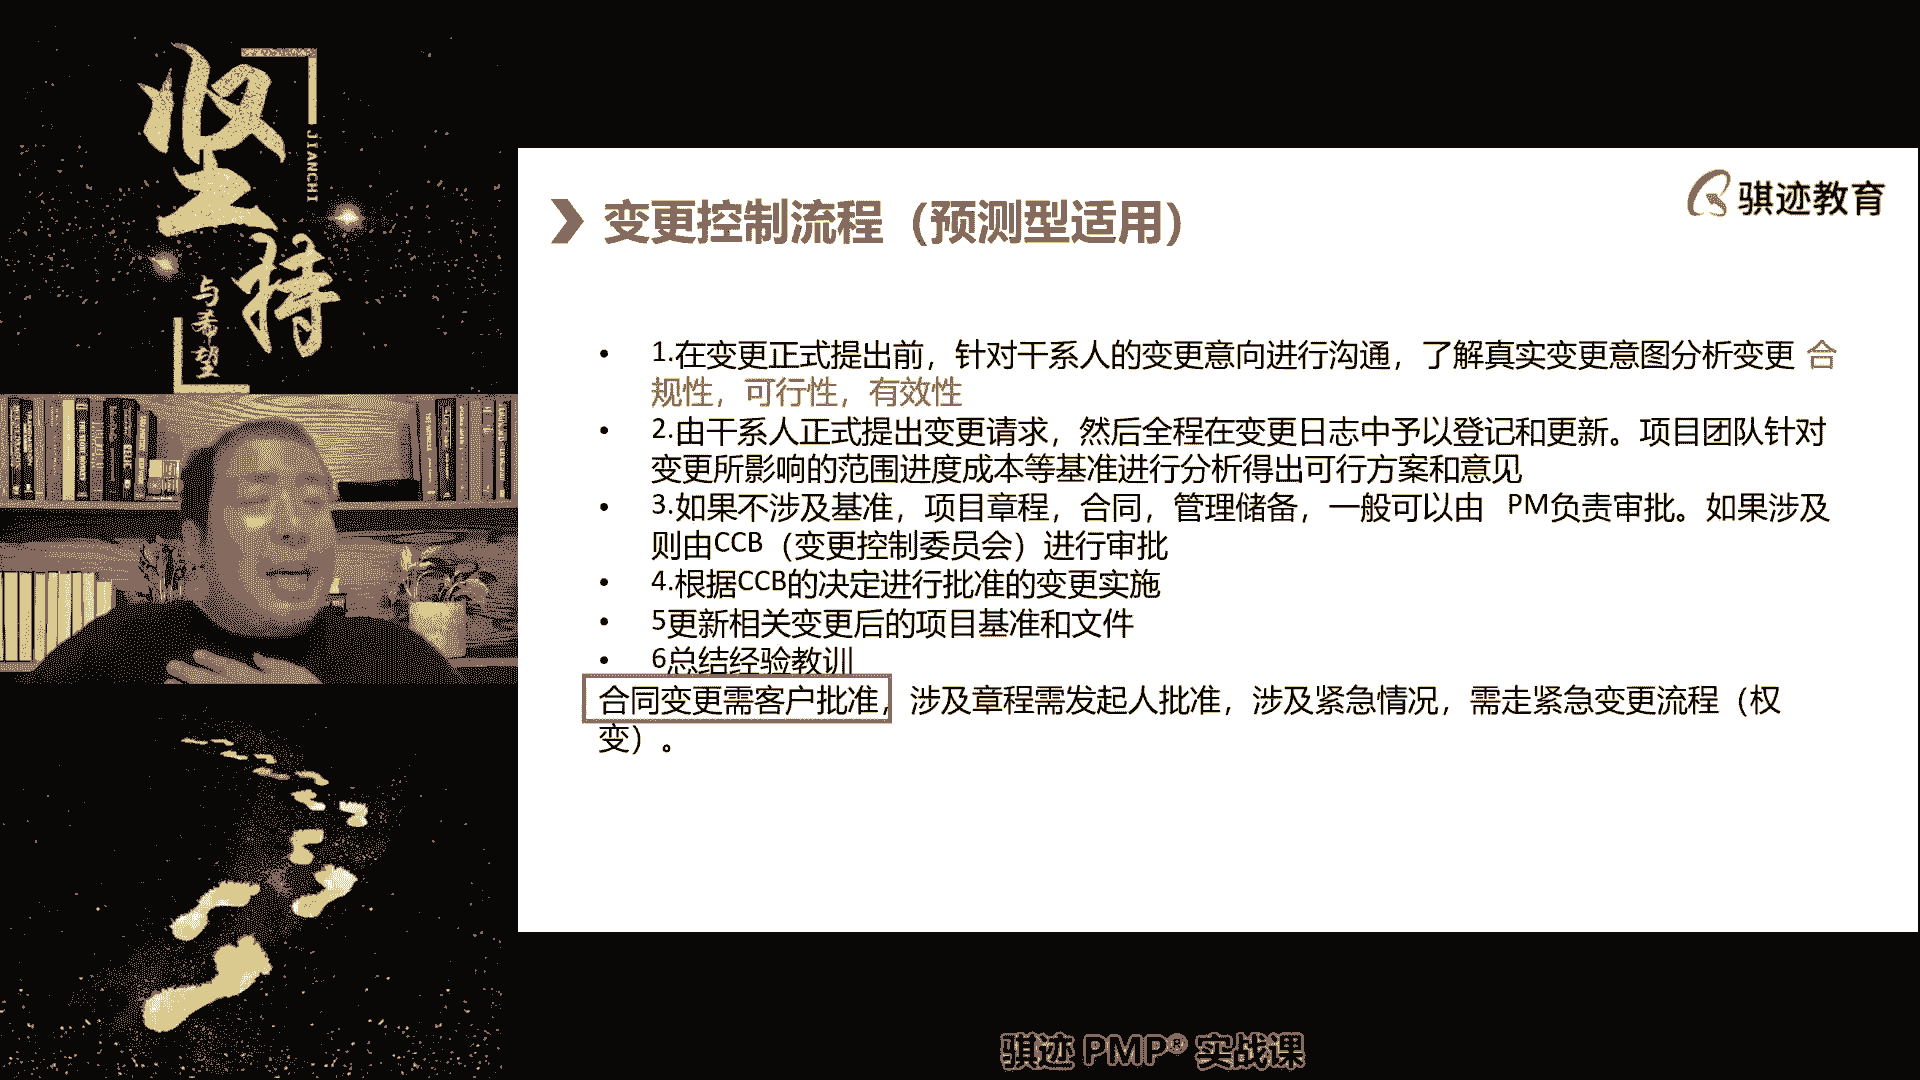 坚持
JIANCHI
与希望
骐迹教育
变更控制流程（预测型适用）
• 1.在变更正式提出前，针对干系人的变更意向进行沟通，了解真实变更意图分析变更 合
规性，可行性，有效性
• 2.由干系人正式提出变更请求，然后全程在变更日志中予以登记和更新。项目团队针对
变更所影响的范围进度成本等基准进行分析得出可行方案和意见
• 3.如果不涉及基准，项目章程，合同，管理储备，一般可以由 PM负责审批。如果涉及
则由CCB（变更控制委员会）进行审批
• 4.根据CCB的决定进行批准的变更实施
• 5更新相关变更后的项目基准和文件
• 6总结经验教训
合同变更需客户批准，涉及章程需发起人批准，涉及紧急情况，需走紧急变更流程（权
变）。
骐迹 PMP® 实战课